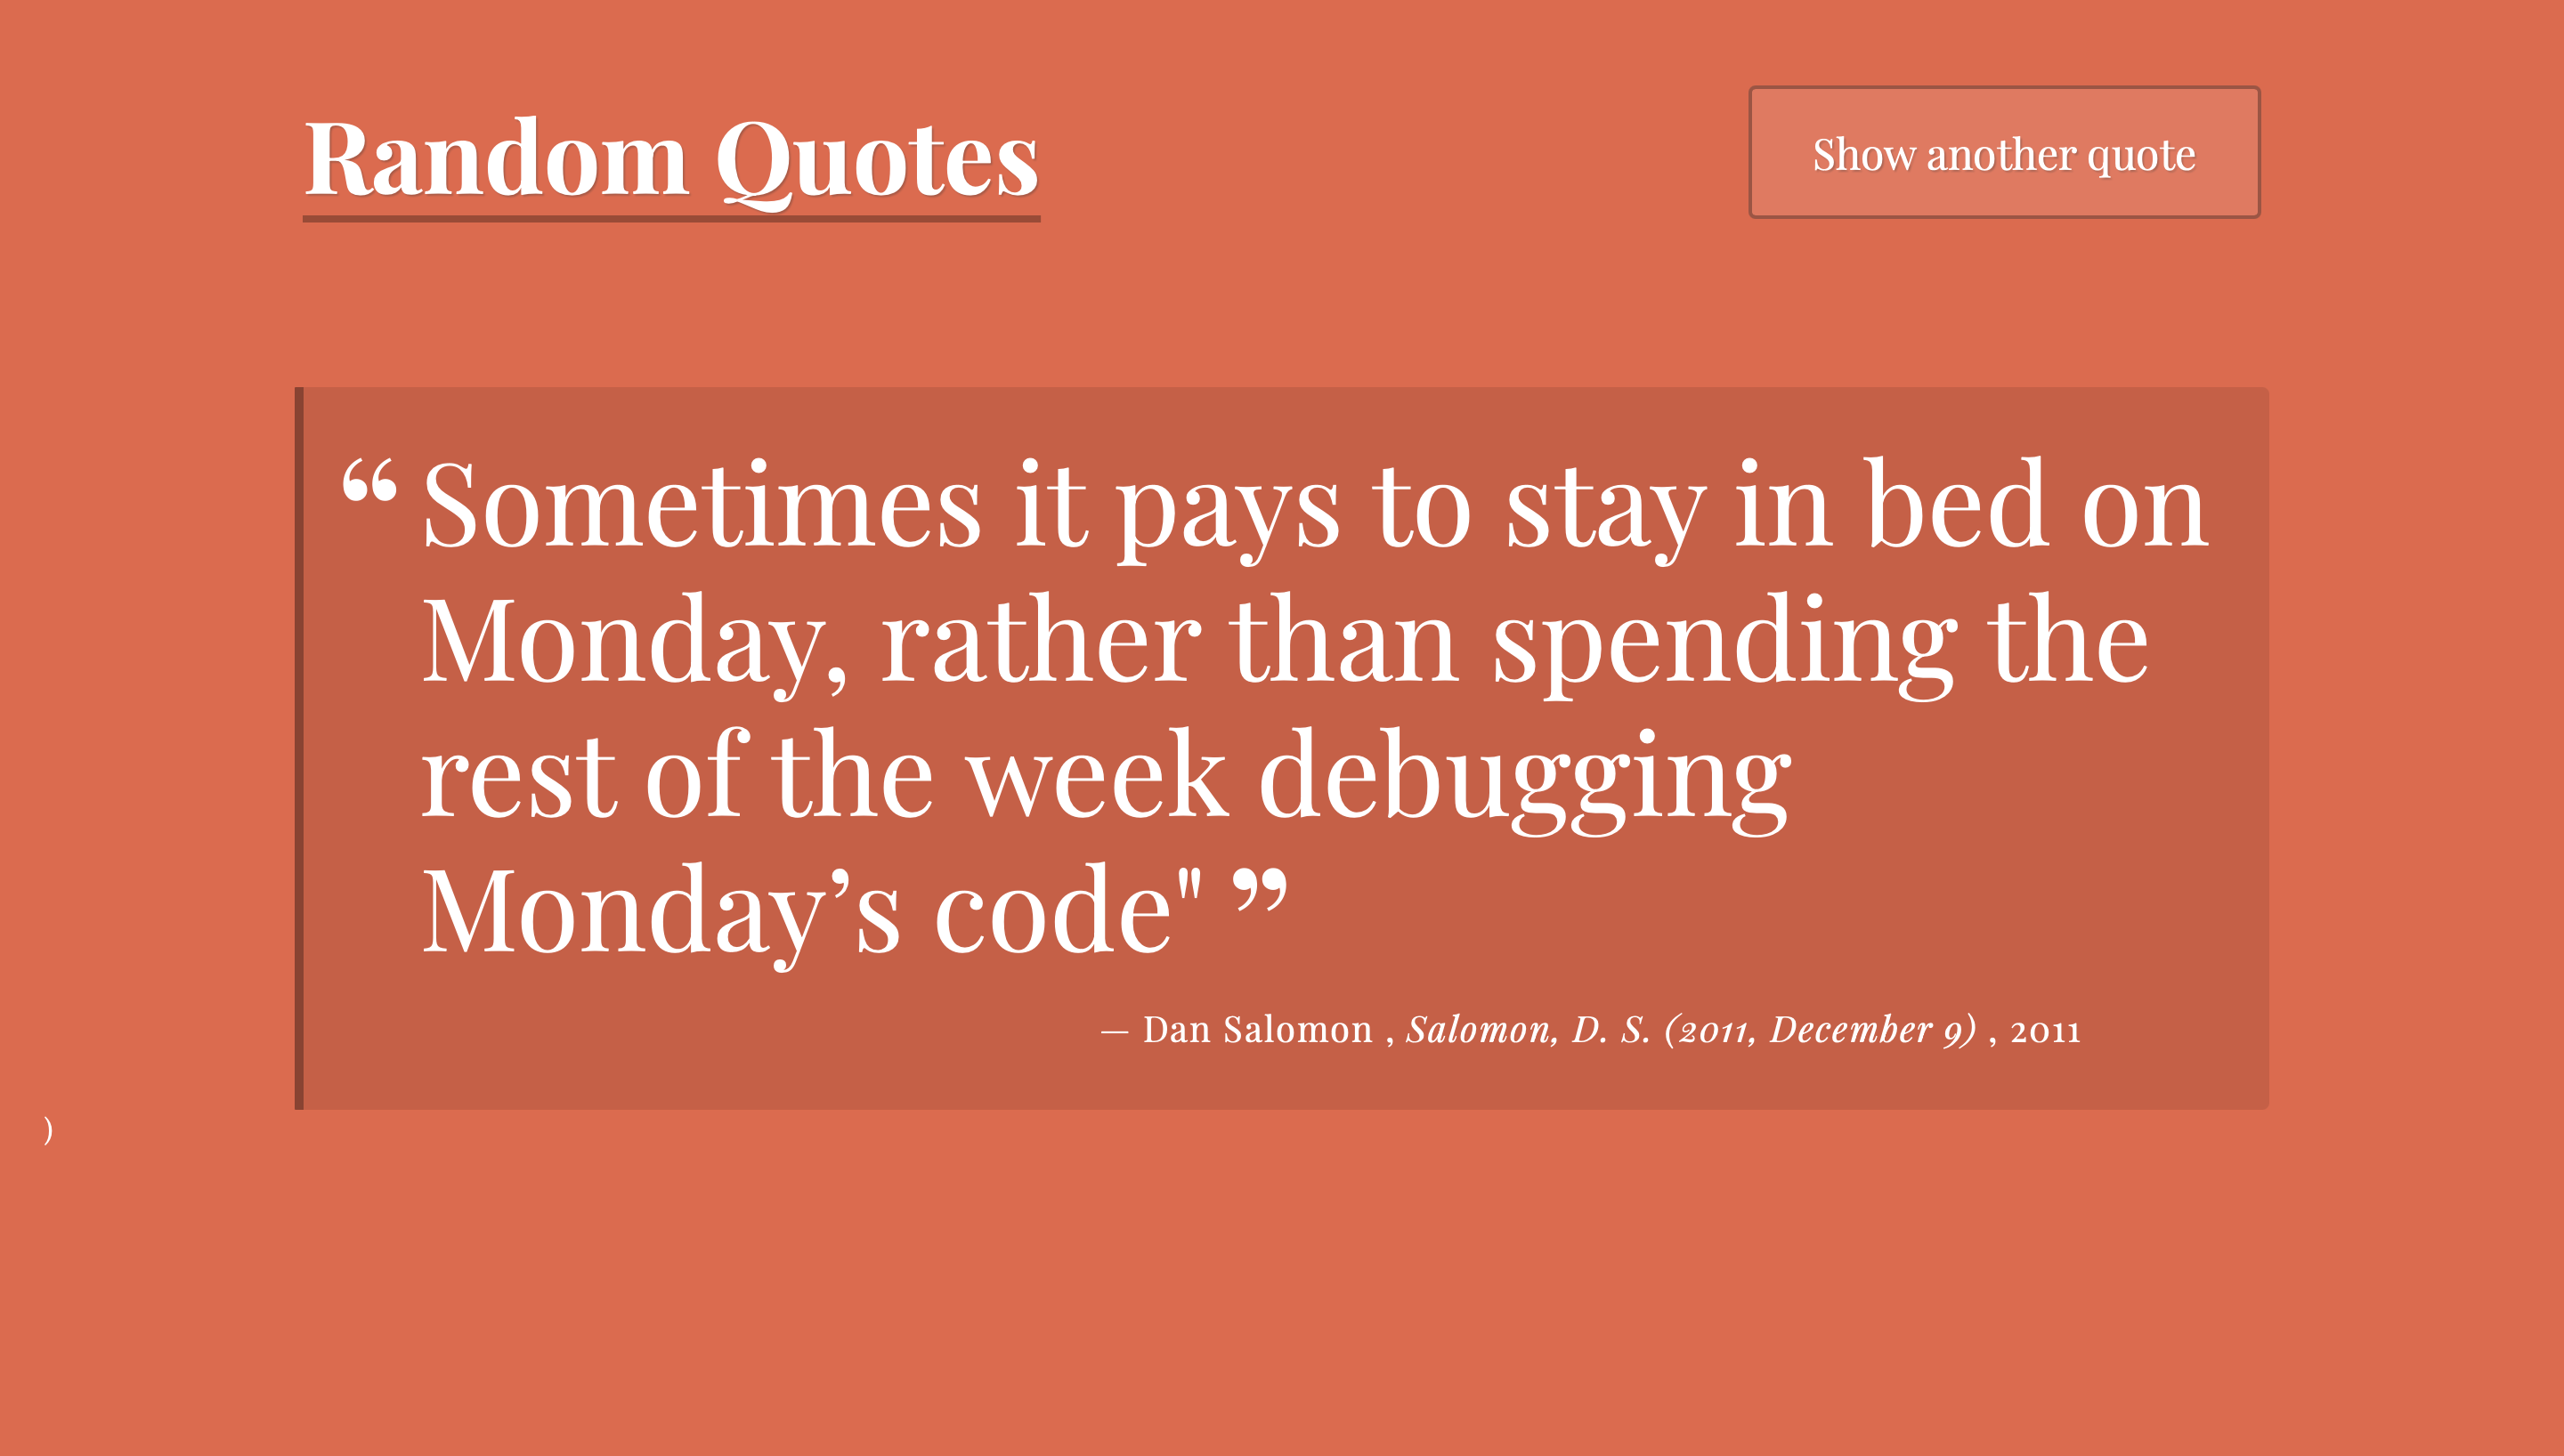 Random Quotes
Show another quote
“ Sometimes it pays to stay in bed on
Monday, rather than spending the
rest of the week debugging
Monday’s code" ”
— Dan Salomon , Salomon, D. S. (2011, December 9) , 2011
)